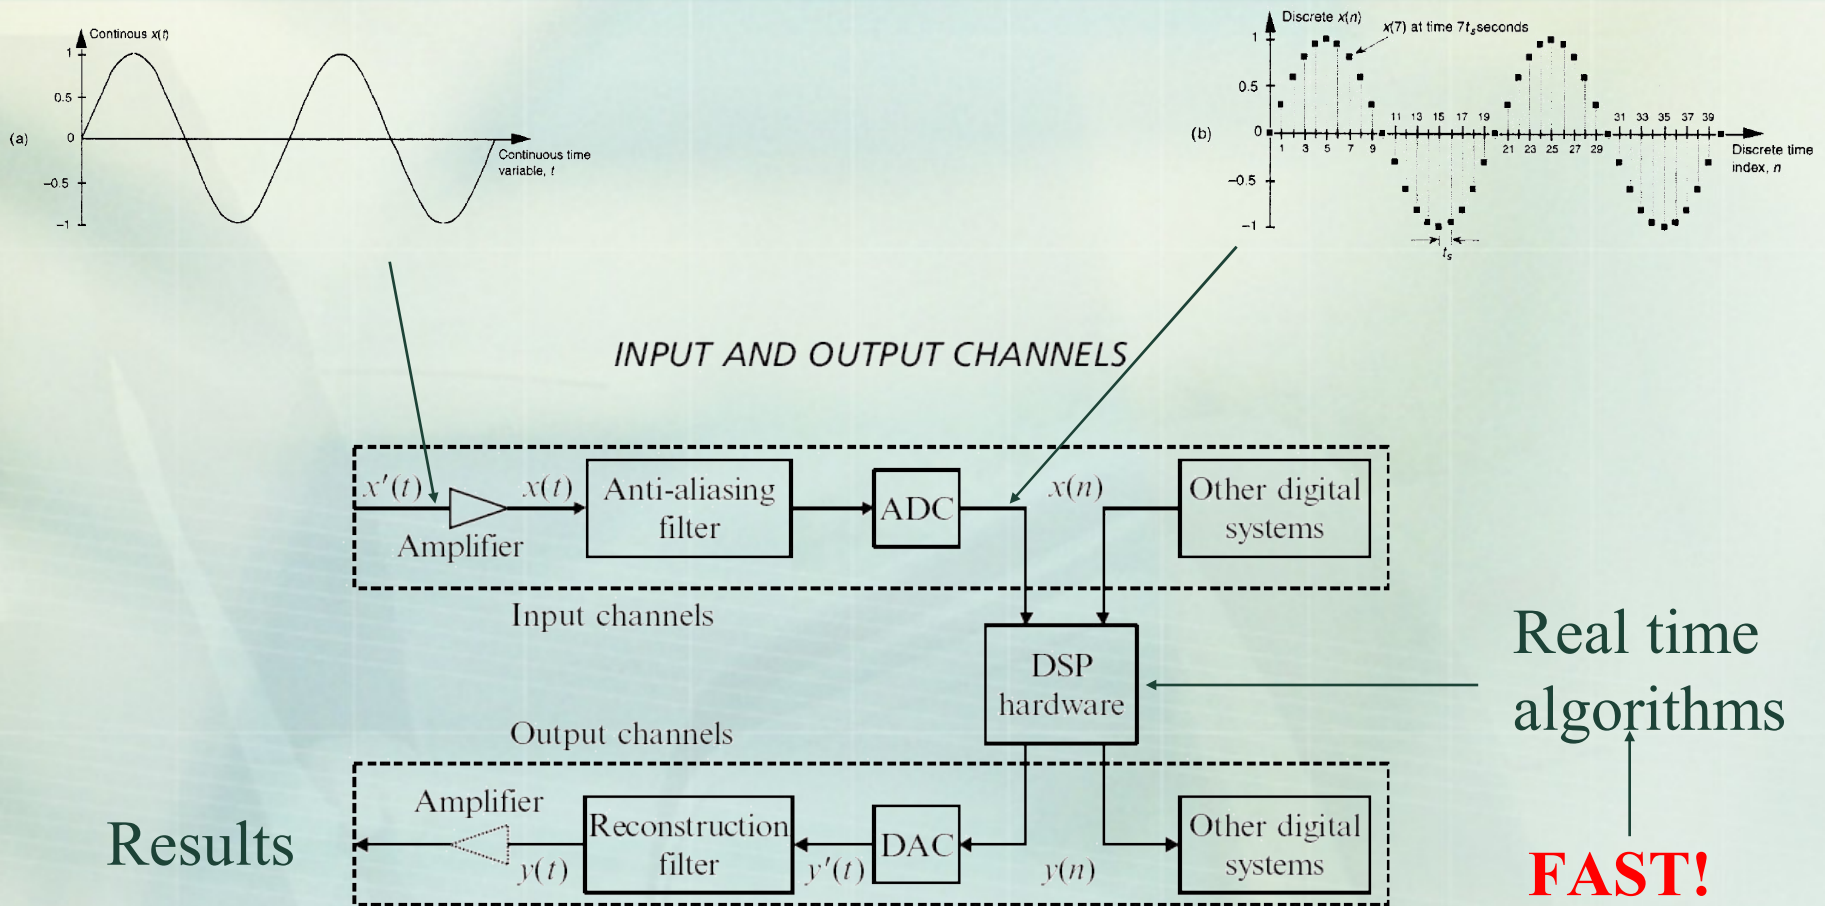 Continous x(t)
1
0.5
(a)
0
Continuous time
variable, t
−0.5
−1
Discrete x(n)
x(7) at time 7ts seconds
1
0.5
(b)
0
11 13 15 17 19
31 33 35 37 39
1 3 5 7 9
21 23 25 27 29
Discrete time
index, n
−0.5
−1
ts
INPUT AND OUTPUT CHANNELS
x′(t)
Amplifier
x(t)
Anti-aliasing
filter
ADC
x(n)
Other digital
systems
Input channels
DSP
hardware
Real time
algorithms
FAST!
Output channels
Results
Amplifier
y(t)
Reconstruction
filter
y′(t)
DAC
y(n)
Other digital
systems